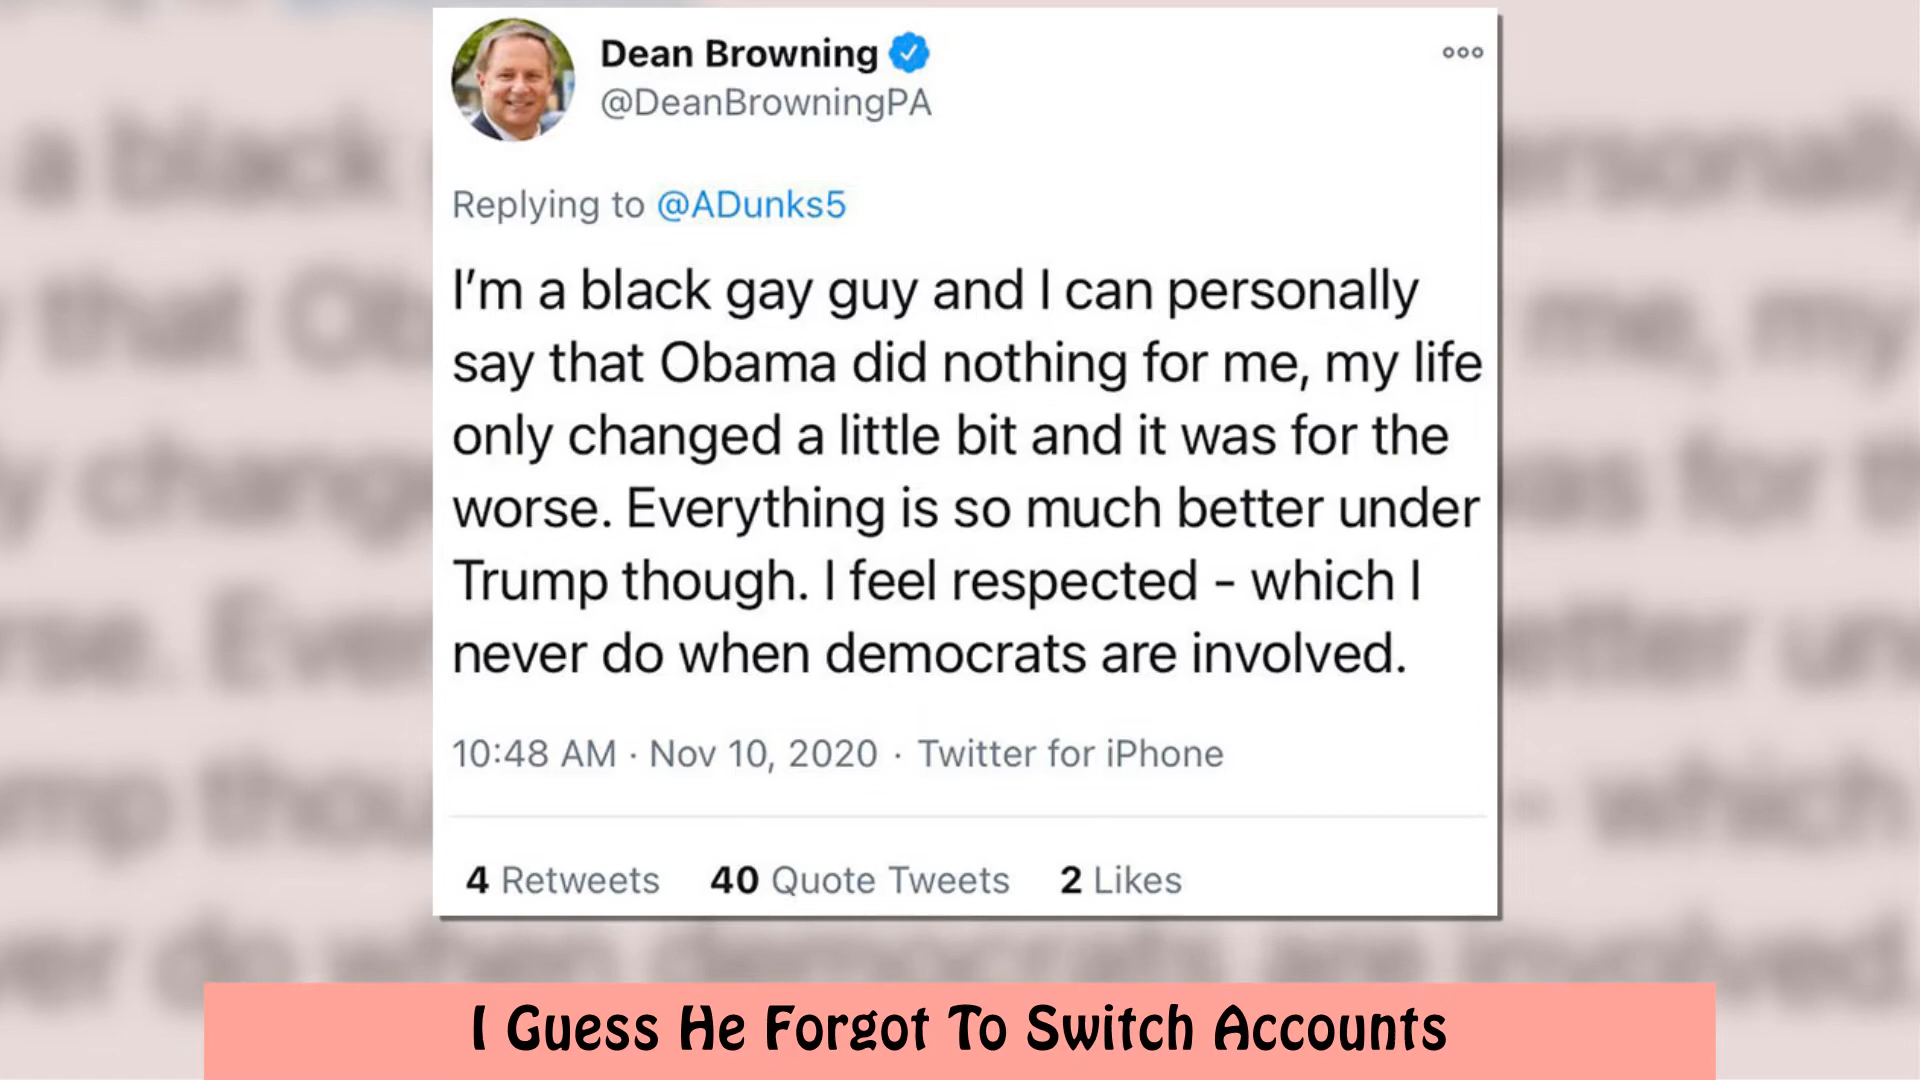 Dean Browning
@DeanBrowningPA
Replying to @ADunks5
I’m a black gay guy and I can personally
say that Obama did nothing for me, my life
only changed a little bit and it was for the
worse. Everything is so much better under
Trump though. I feel respected - which I
never do when democrats are involved.
10:48 AM · Nov 10, 2020 · Twitter for iPhone
4 Retweets 40 Quote Tweets 2 Likes
I Guess He Forgot To Switch Accounts